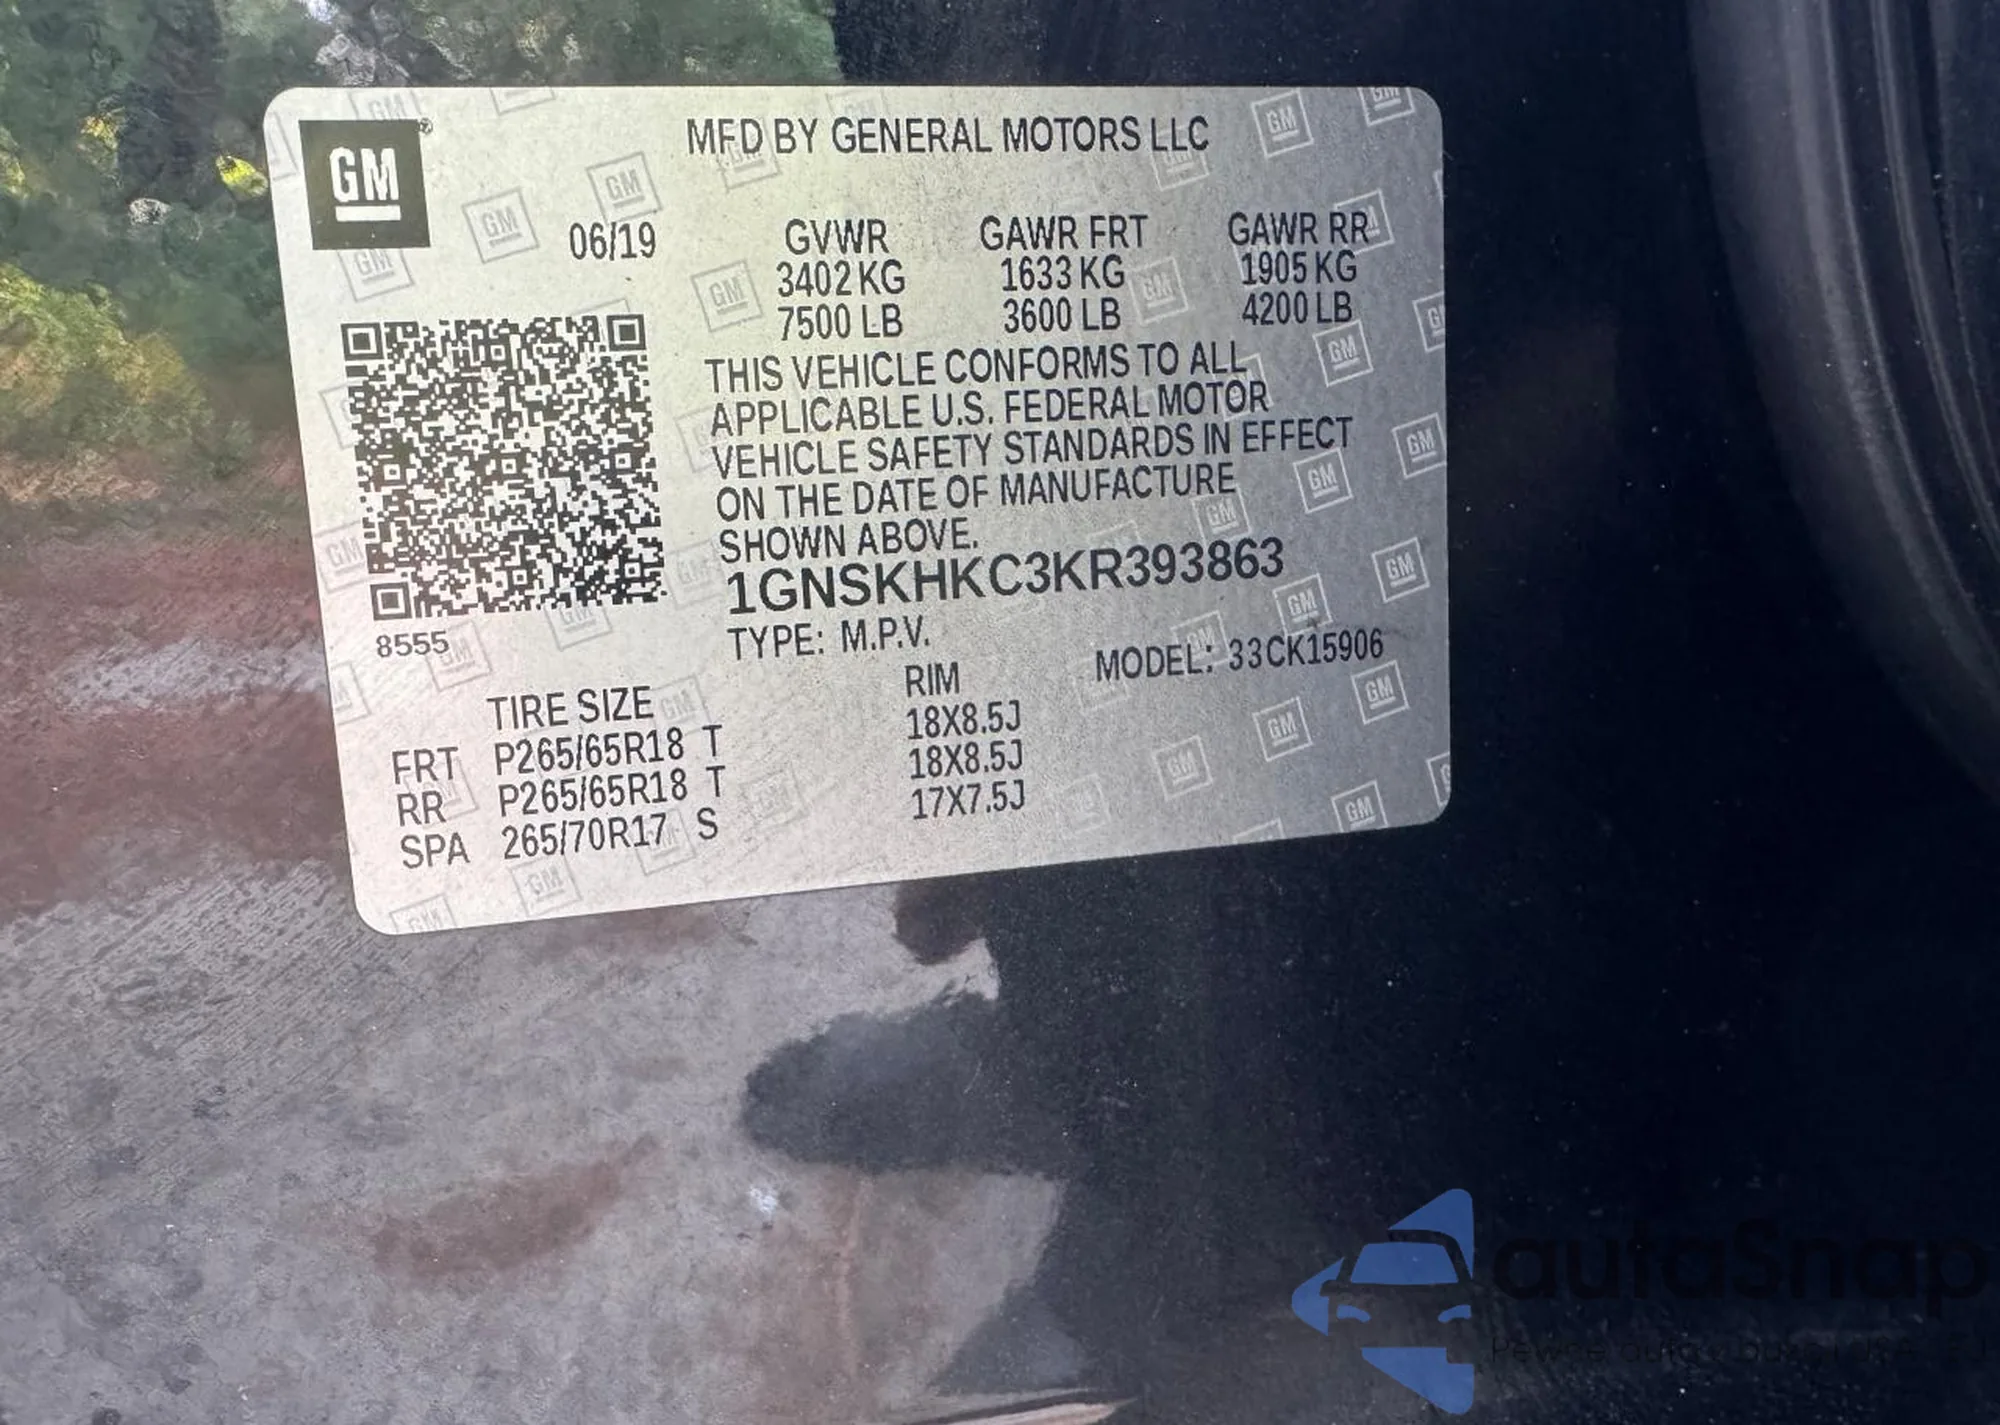 GM®
MFD BY GENERAL MOTORS LLC
06/19
GVWR GAWR FRT GAWR RR
3402 KG 1633 KG 1905 KG
7500 LB 3600 LB 4200 LB
THIS VEHICLE CONFORMS TO ALL
APPLICABLE U.S. FEDERAL MOTOR
VEHICLE SAFETY STANDARDS IN EFFECT
ON THE DATE OF MANUFACTURE
SHOWN ABOVE.
1GNSKHKC3KR393863
8555
TYPE: M.P.V. MODEL: 33CK15906
TIRE SIZE RIM
FRT P265/65R18 T 18X8.5J
RR P265/65R18 T 18X8.5J
SPA 265/70R17 S 17X7.5J
autaSnap
Pewne auta z